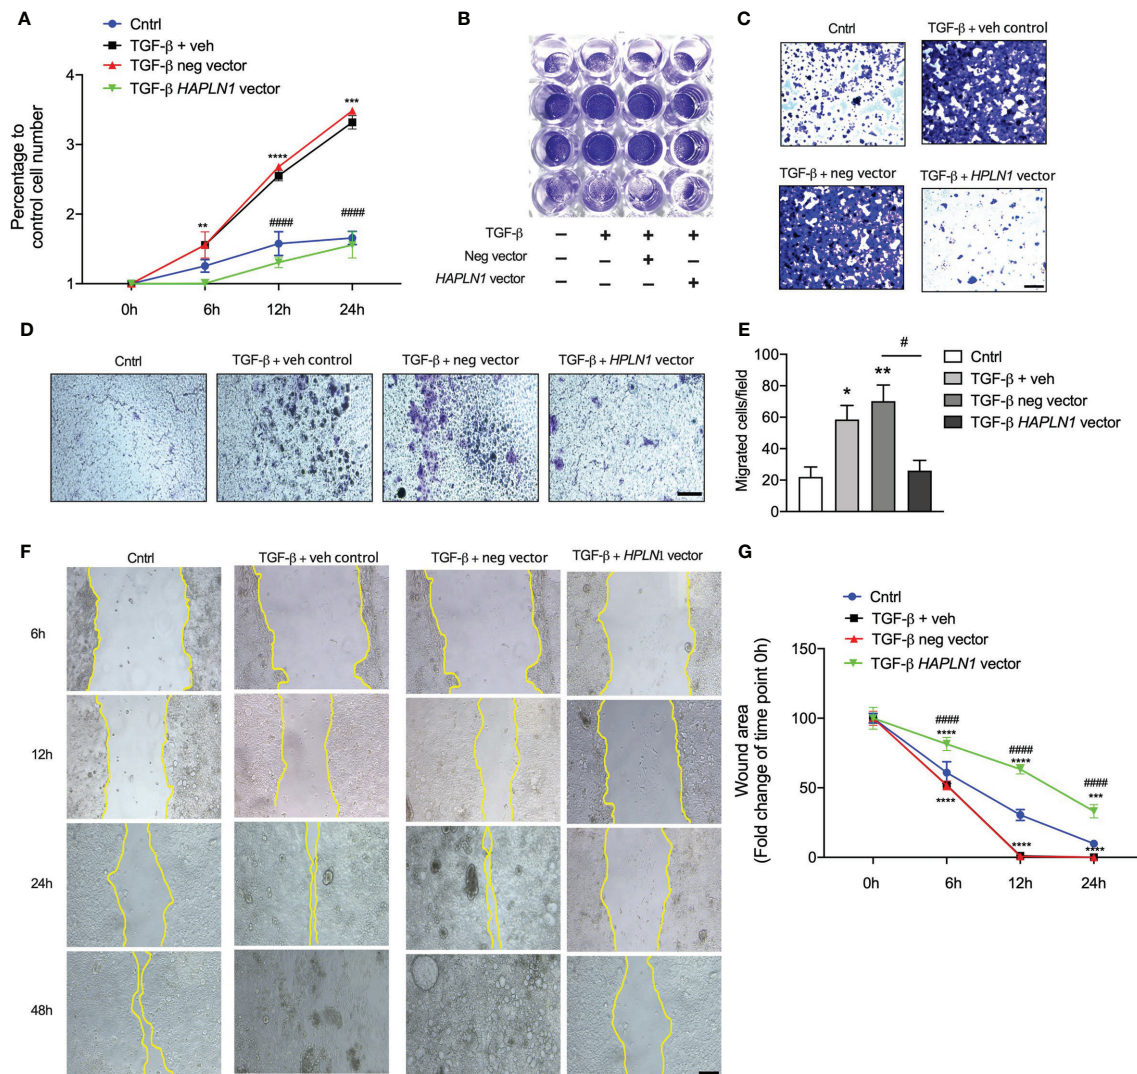 A
Cntrl
TGF-β + veh
TGF-β neg vector
TGF-β HAPLN1 vector
Percentage to
control cell number
4
3
2
1
**
****
***
####
####
0h
6h
12h
24h
B
TGF-β
– + + +
Neg vector
– – + –
HAPLN1 vector
– – – +
C
Cntrl
TGF-β + veh control
TGF-β + neg vector
TGF-β + HPLN1 vector
D
Cntrl
TGF-β + veh control
TGF-β + neg vector
TGF-β + HPLN1 vector
E
Migrated cells/field
100
80
60
40
20
0
*
**
#
Cntrl
TGF-β + veh
TGF-β neg vector
TGF-β HAPLN1 vector
F
Cntrl
TGF-β + veh control
TGF-β + neg vector
TGF-β + HPLN1 vector
6h
12h
24h
48h
G
Cntrl
TGF-β + veh
TGF-β neg vector
TGF-β HAPLN1 vector
Wound area
(Fold change of time point 0h)
150
100
50
0
####
****
####
****
####
***
****
****
****
0h
6h
12h
24h